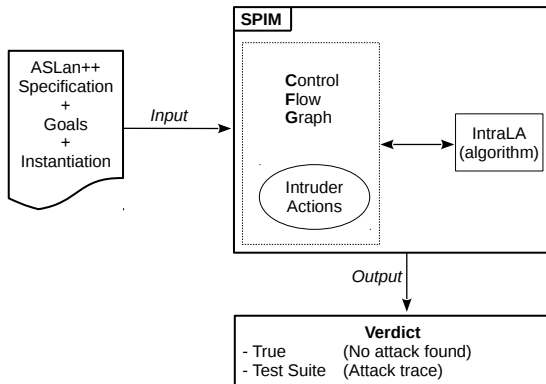 SPIM
ASLan++
Specification
+
Goals
+
Instantiation
Input
Control
Flow
Graph
Intruder
Actions
IntraLA
(algorithm)
Output
Verdict
- True (No attack found)
- Test Suite (Attack trace)